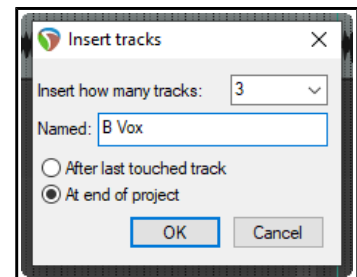 Insert tracks
Insert how many tracks: 3
Named: B Vox
After last touched track
At end of project
OK Cancel